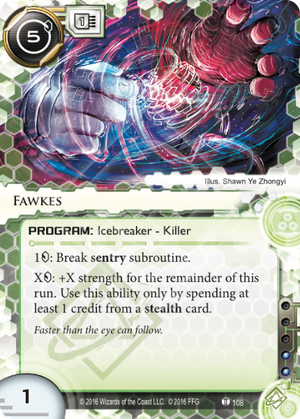 5
1
Illus. Shawn Ye Zhongyi
FAWKES
PROGRAM: Icebreaker - Killer
1: Break sentry subroutine.
X: +X strength for the remainder of this
run. Use this ability only by spending at
least 1 credit from a stealth card.
Faster than the eye can follow.
1
© 2016 Wizards of the Coast LLC. © 2016 FFG
108